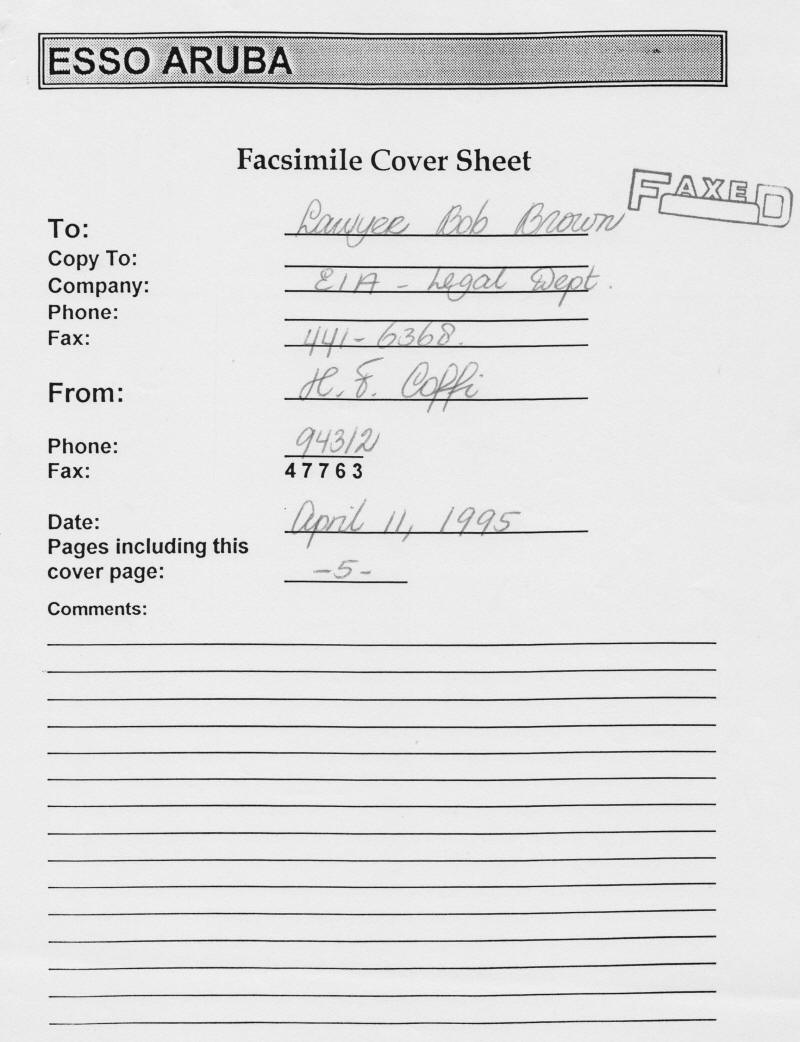 ESSO ARUBA
Facsimile Cover Sheet
FAXED
To: Lawyer Bob Brown
Copy To:
Company: EIA - Legal Dept.
Phone:
Fax: 441-6368.
From: H. F. Coffi
Phone: 94312
Fax: 47763
Date: April 11, 1995
Pages including this
cover page: -5-
Comments: